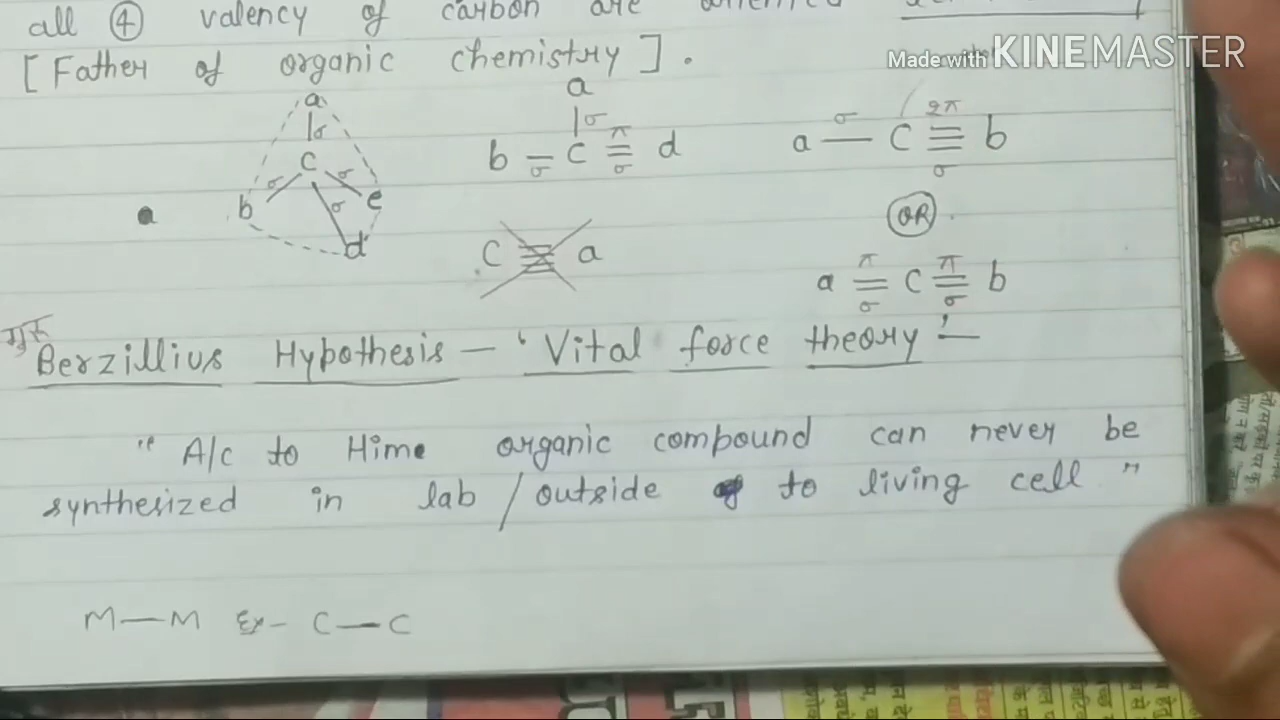 all ④ valency of carbon are
[Father of organic chemistry].
Made with KINEMASTER
a
σ
C
σ σ
b σ e
d
a
a
σ
b = C ≡ d
σ π σ
C ≣ a
a — C ≡ b
σ 2π σ
OR
a = C = b
π π
σ σ
गुरु
Berzillius Hypothesis — 'Vital force theory' —
" A/c to Hime organic compound can never be
synthesized in lab / outside to living cell "
M—M Ex- C—C